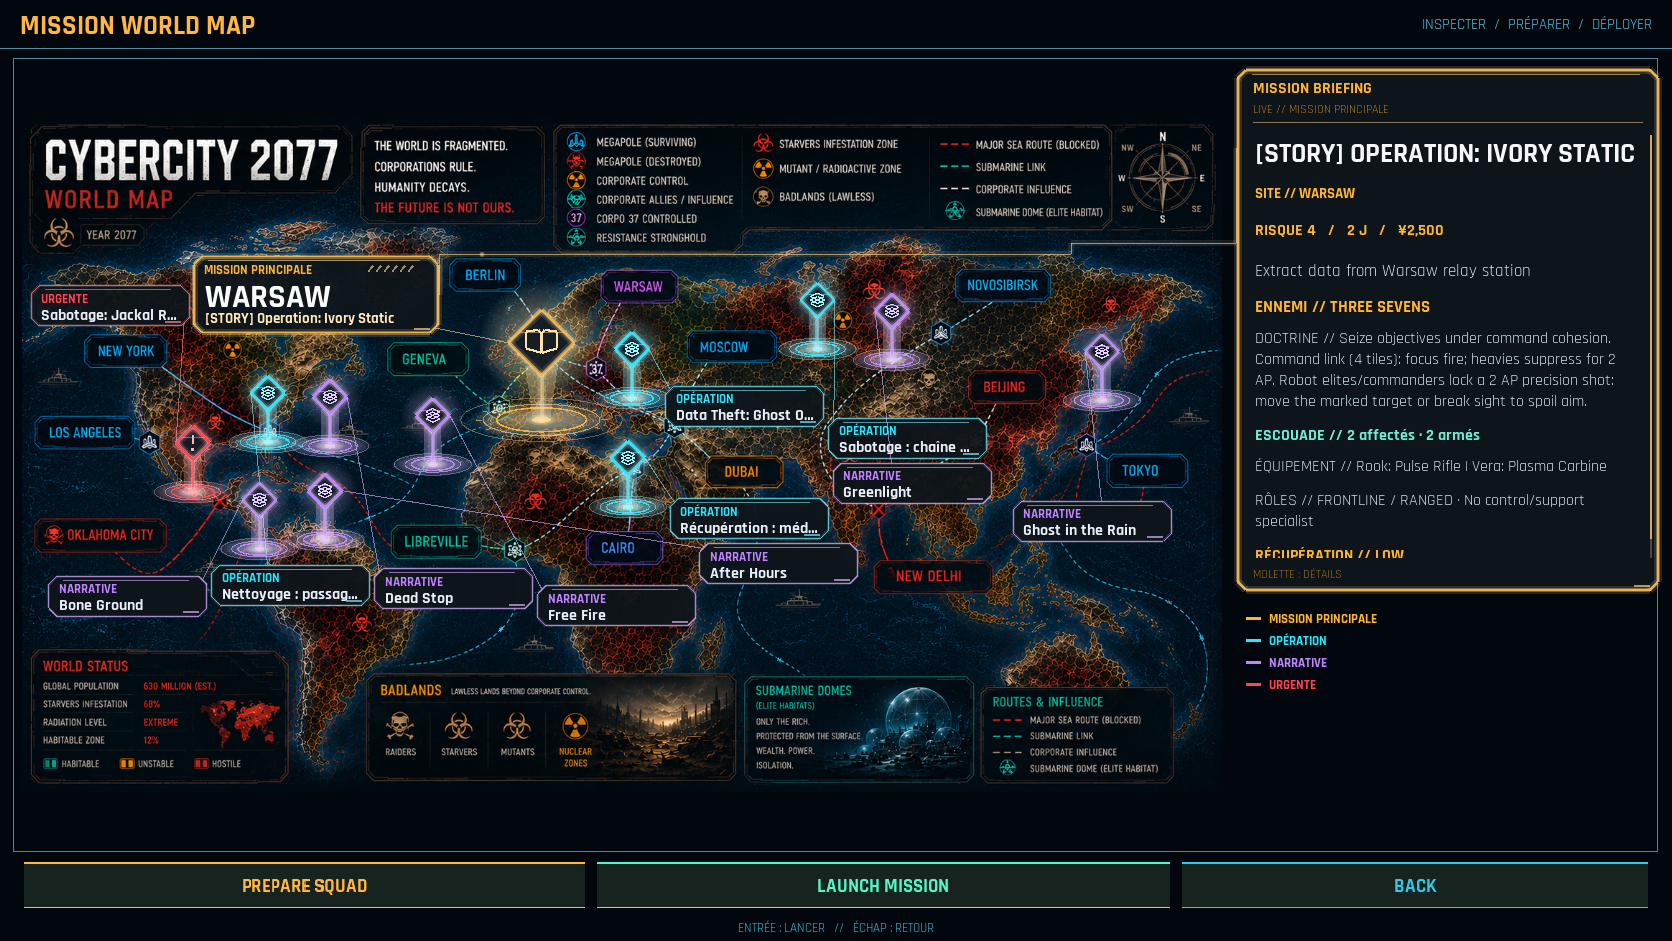 MISSION WORLD MAP
INSPECTER / PRÉPARER / DÉPLOYER
CYBERCITY 2077
WORLD MAP
YEAR 2077
THE WORLD IS FRAGMENTED.
CORPORATIONS RULE.
HUMANITY DECAYS.
THE FUTURE IS NOT OURS.
MEGAPOLE (SURVIVING)
MEGAPOLE (DESTROYED)
CORPORATE CONTROL
CORPORATE ALLIES / INFLUENCE
37 CORPO 37 CONTROLLED
RESISTANCE STRONGHOLD
STARVERS INFESTATION ZONE
MUTANT / RADIOACTIVE ZONE
BADLANDS (LAWLESS)
MAJOR SEA ROUTE (BLOCKED)
SUBMARINE LINK
CORPORATE INFLUENCE
SUBMARINE DOME (ELITE HABITAT)
N
NW NE
W E
SW SE
S
MISSION PRINCIPALE
WARSAW
[STORY] Operation: Ivory Static
URGENTE
Sabotage: Jackal R...
BERLIN
WARSAW
NOVOSIBIRSK
NEW YORK
GENEVA
MOSCOW
37
BEIJING
LOS ANGELES
OPÉRATION
Data Theft: Ghost O...
OPÉRATION
Sabotage : chaîne ...
DUBAI
TOKYO
NARRATIVE
Greenlight
OPÉRATION
Récupération : méd...
NARRATIVE
Ghost in the Rain
OKLAHOMA CITY
LIBREVILLE
CAIRO
NARRATIVE
After Hours
NEW DELHI
NARRATIVE
Bone Ground
OPÉRATION
Nettoyage : passag...
NARRATIVE
Dead Stop
NARRATIVE
Free Fire
WORLD STATUS
GLOBAL POPULATION 630 MILLION (EST.)
STARVERS INFESTATION 68%
RADIATION LEVEL EXTREME
HABITABLE ZONE 12%
HABITABLE UNSTABLE HOSTILE
BADLANDS LAWLESS LANDS BEYOND CORPORATE CONTROL.
RAIDERS STARVERS MUTANTS NUCLEAR
ZONES
SUBMARINE DOMES
(ELITE HABITATS)
ONLY THE RICH.
PROTECTED FROM THE SURFACE.
WEALTH. POWER.
ISOLATION.
ROUTES & INFLUENCE
MAJOR SEA ROUTE (BLOCKED)
SUBMARINE LINK
CORPORATE INFLUENCE
SUBMARINE DOME (ELITE HABITAT)
MISSION BRIEFING
LIVE // MISSION PRINCIPALE
[STORY] OPERATION: IVORY STATIC
SITE // WARSAW
RISQUE 4 / 2 J / ¥2,500
Extract data from Warsaw relay station
ENNEMI // THREE SEVENS
DOCTRINE // Seize objectives under command cohesion.
Command link (4 tiles): focus fire; heavies suppress for 2
AP. Robot elites/commanders lock a 2 AP precision shot:
move the marked target or break sight to spoil aim.
ESCOUADE // 2 affectés · 2 armés
ÉQUIPEMENT // Rook: Pulse Rifle | Vera: Plasma Carbine
RÔLES // FRONTLINE / RANGED · No control/support
specialist
RÉCUPÉRATION // LOW
MOLETTE : DÉTAILS
MISSION PRINCIPALE
OPÉRATION
NARRATIVE
URGENTE
PREPARE SQUAD
LAUNCH MISSION
BACK
ENTRÉE : LANCER // ÉCHAP : RETOUR